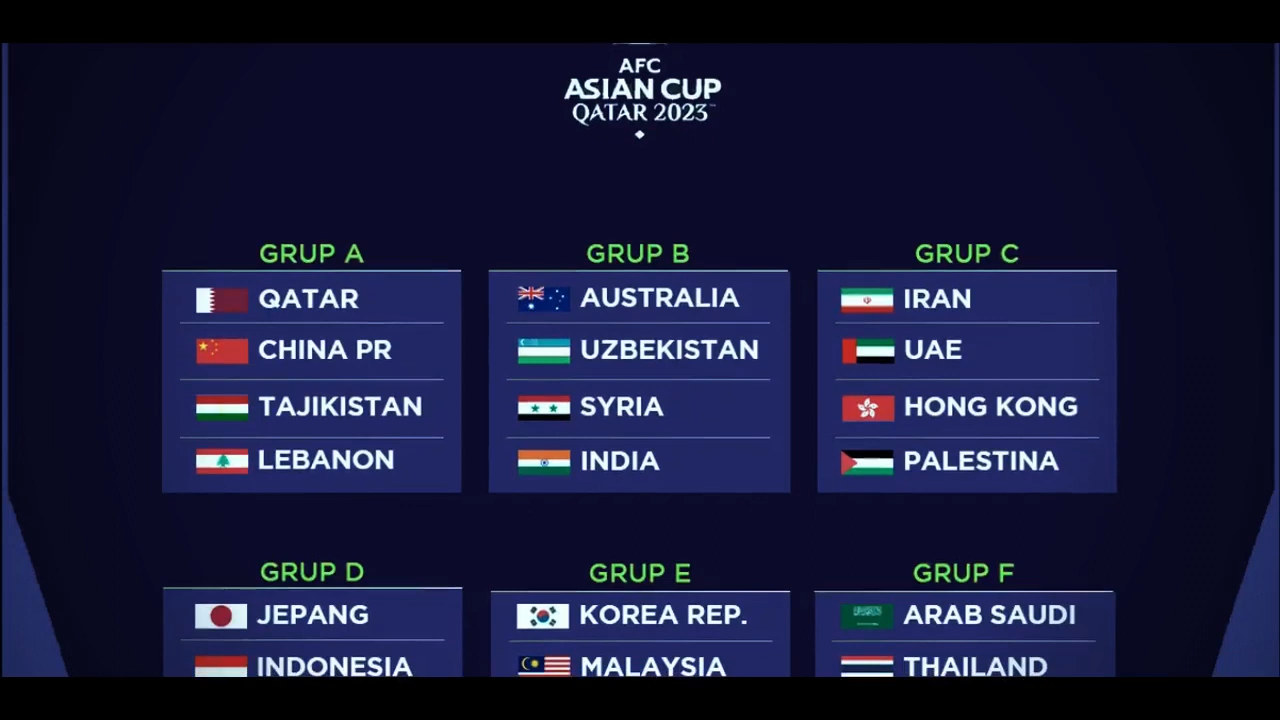 AFC
ASIAN CUP
QATAR 2023™
GRUP A
QATAR
CHINA PR
TAJIKISTAN
LEBANON
GRUP B
AUSTRALIA
UZBEKISTAN
SYRIA
INDIA
GRUP C
IRAN
UAE
HONG KONG
PALESTINA
GRUP D
JEPANG
INDONESIA
GRUP E
KOREA REP.
MALAYSIA
GRUP F
ARAB SAUDI
THAILAND